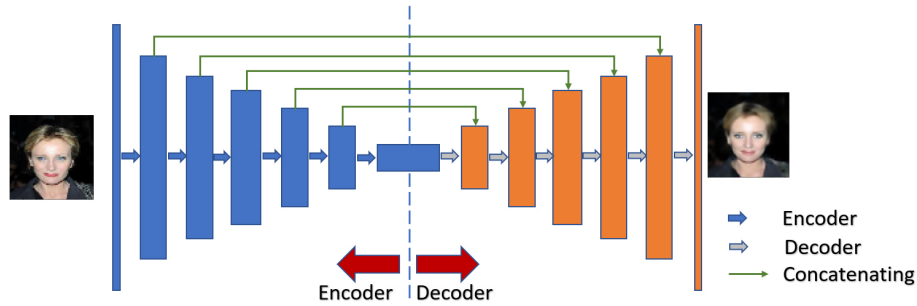 Encoder
Decoder
Concatenating
Encoder
Decoder